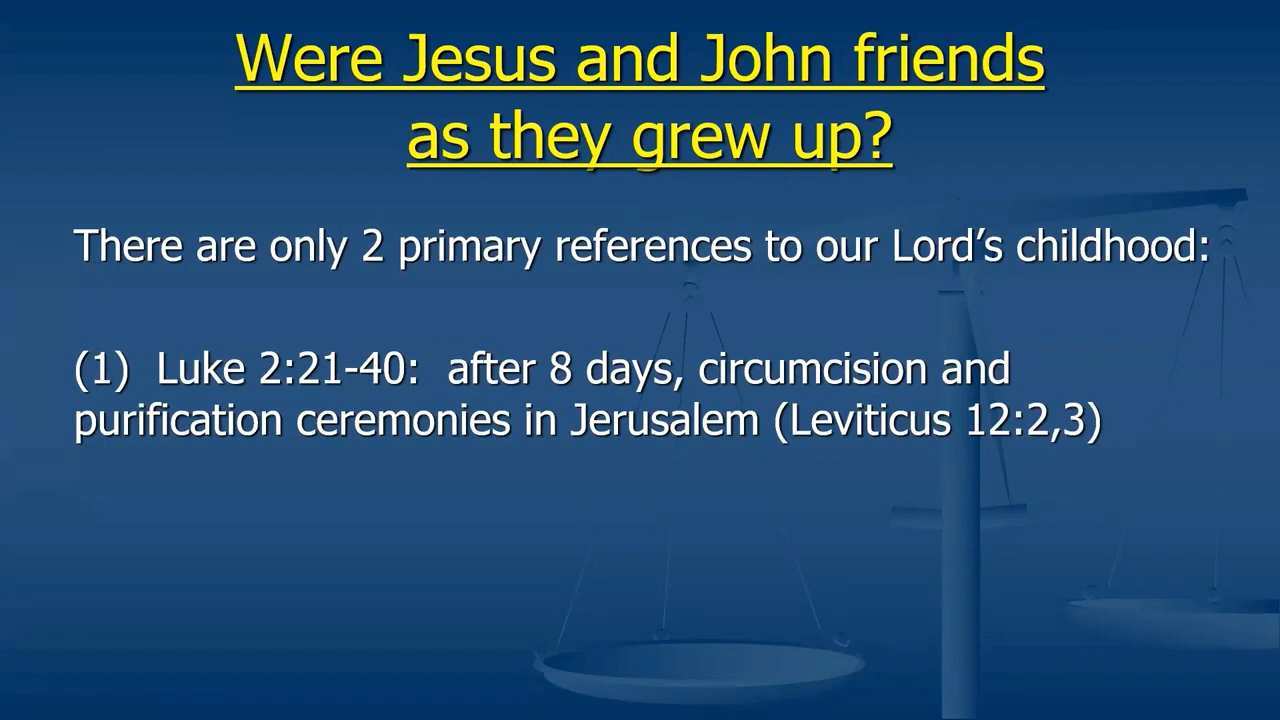 Were Jesus and John friends
as they grew up?
There are only 2 primary references to our Lord’s childhood:
(1)  Luke 2:21-40:  after 8 days, circumcision and
purification ceremonies in Jerusalem (Leviticus 12:2,3)